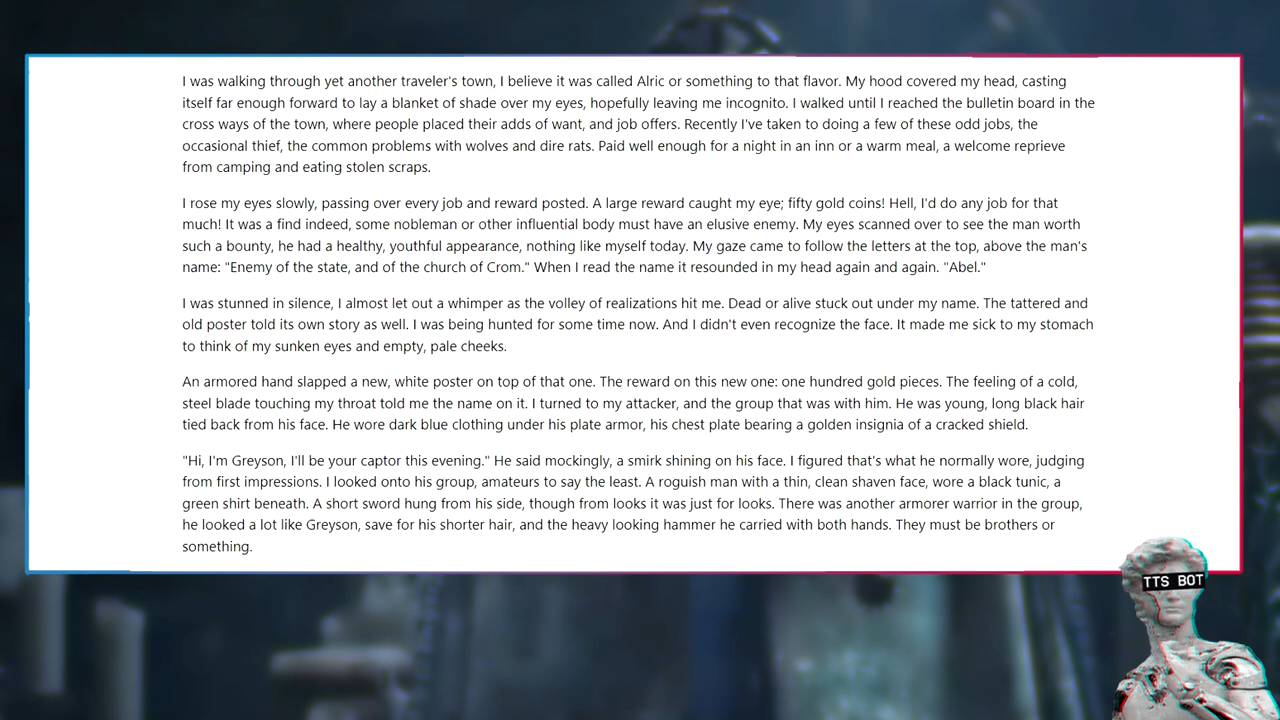 I was walking through yet another traveler's town, I believe it was called Alric or something to that flavor. My hood covered my head, casting
itself far enough forward to lay a blanket of shade over my eyes, hopefully leaving me incognito. I walked until I reached the bulletin board in the
cross ways of the town, where people placed their adds of want, and job offers. Recently I've taken to doing a few of these odd jobs, the
occasional thief, the common problems with wolves and dire rats. Paid well enough for a night in an inn or a warm meal, a welcome reprieve
from camping and eating stolen scraps.
I rose my eyes slowly, passing over every job and reward posted. A large reward caught my eye; fifty gold coins! Hell, I'd do any job for that
much! It was a find indeed, some nobleman or other influential body must have an elusive enemy. My eyes scanned over to see the man worth
such a bounty, he had a healthy, youthful appearance, nothing like myself today. My gaze came to follow the letters at the top, above the man's
name: "Enemy of the state, and of the church of Crom." When I read the name it resounded in my head again and again. "Abel."
I was stunned in silence, I almost let out a whimper as the volley of realizations hit me. Dead or alive stuck out under my name. The tattered and
old poster told its own story as well. I was being hunted for some time now. And I didn't even recognize the face. It made me sick to my stomach
to think of my sunken eyes and empty, pale cheeks.
An armored hand slapped a new, white poster on top of that one. The reward on this new one: one hundred gold pieces. The feeling of a cold,
steel blade touching my throat told me the name on it. I turned to my attacker, and the group that was with him. He was young, long black hair
tied back from his face. He wore dark blue clothing under his plate armor, his chest plate bearing a golden insignia of a cracked shield.
"Hi, I'm Greyson, I'll be your captor this evening." He said mockingly, a smirk shining on his face. I figured that's what he normally wore, judging
from first impressions. I looked onto his group, amateurs to say the least. A roguish man with a thin, clean shaven face, wore a black tunic, a
green shirt beneath. A short sword hung from his side, though from looks it was just for looks. There was another armorer warrior in the group,
he looked a lot like Greyson, save for his shorter hair, and the heavy looking hammer he carried with both hands. They must be brothers or
something.
TTS BOT